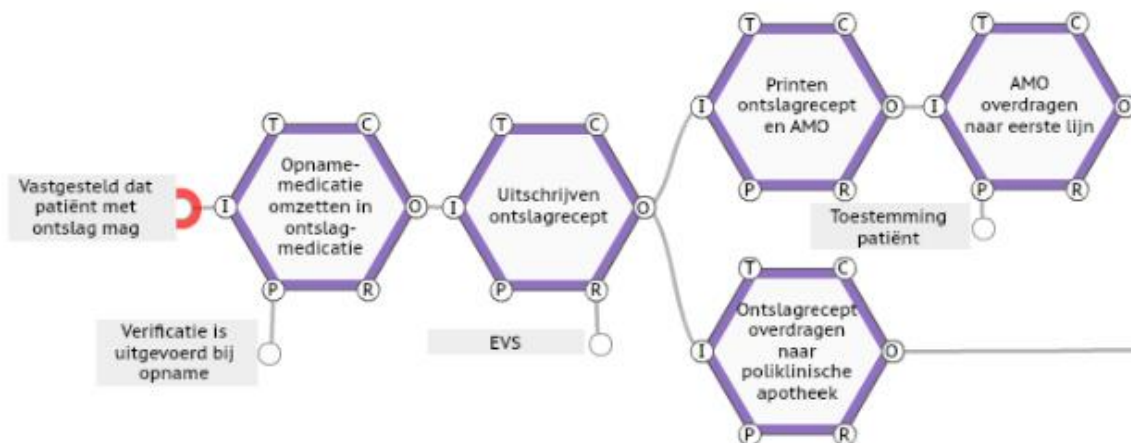 T C
Printen
ontslagrecept
en AMO
I O
P R
T C
AMO
overdragen
naar eerste lijn
I O
P R
Toestemming
patiënt
Vastgesteld dat
patiënt met
ontslag mag
T C
Opname-
medicatie
omzetten in
ontslag-
medicatie
I O
P R
Verificatie is
uitgevoerd bij
opname
T C
Uitschrijven
ontslagrecept
I O
P R
EVS
T C
Ontslagrecept
overdragen
naar
poliklinische
apotheek
I O
P R